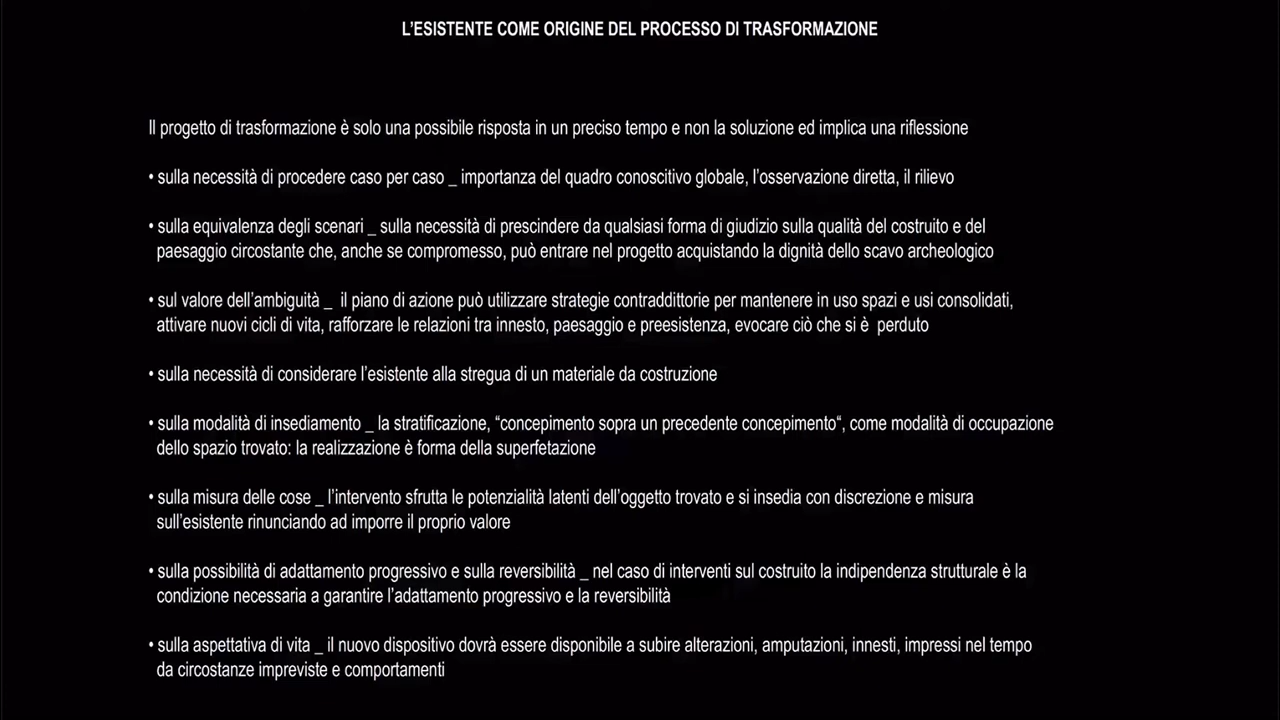 L’ESISTENTE COME ORIGINE DEL PROCESSO DI TRASFORMAZIONE
Il progetto di trasformazione è solo una possibile risposta in un preciso tempo e non la soluzione ed implica una riflessione
• sulla necessità di procedere caso per caso _ importanza del quadro conoscitivo globale, l’osservazione diretta, il rilievo
• sulla equivalenza degli scenari _ sulla necessità di prescindere da qualsiasi forma di giudizio sulla qualità del costruito e del
paesaggio circostante che, anche se compromesso, può entrare nel progetto acquistando la dignità dello scavo archeologico
• sul valore dell’ambiguità _  il piano di azione può utilizzare strategie contraddittorie per mantenere in uso spazi e usi consolidati,
attivare nuovi cicli di vita, rafforzare le relazioni tra innesto, paesaggio e preesistenza, evocare ciò che si è  perduto
• sulla necessità di considerare l’esistente alla stregua di un materiale da costruzione
• sulla modalità di insediamento _ la stratificazione, “concepimento sopra un precedente concepimento“, come modalità di occupazione
dello spazio trovato: la realizzazione è forma della superfetazione
• sulla misura delle cose _ l’intervento sfrutta le potenzialità latenti dell’oggetto trovato e si insedia con discrezione e misura
sull’esistente rinunciando ad imporre il proprio valore
• sulla possibilità di adattamento progressivo e sulla reversibilità _ nel caso di interventi sul costruito la indipendenza strutturale è la
condizione necessaria a garantire l’adattamento progressivo e la reversibilità
• sulla aspettativa di vita _ il nuovo dispositivo dovrà essere disponibile a subire alterazioni, amputazioni, innesti, impressi nel tempo
da circostanze impreviste e comportamenti